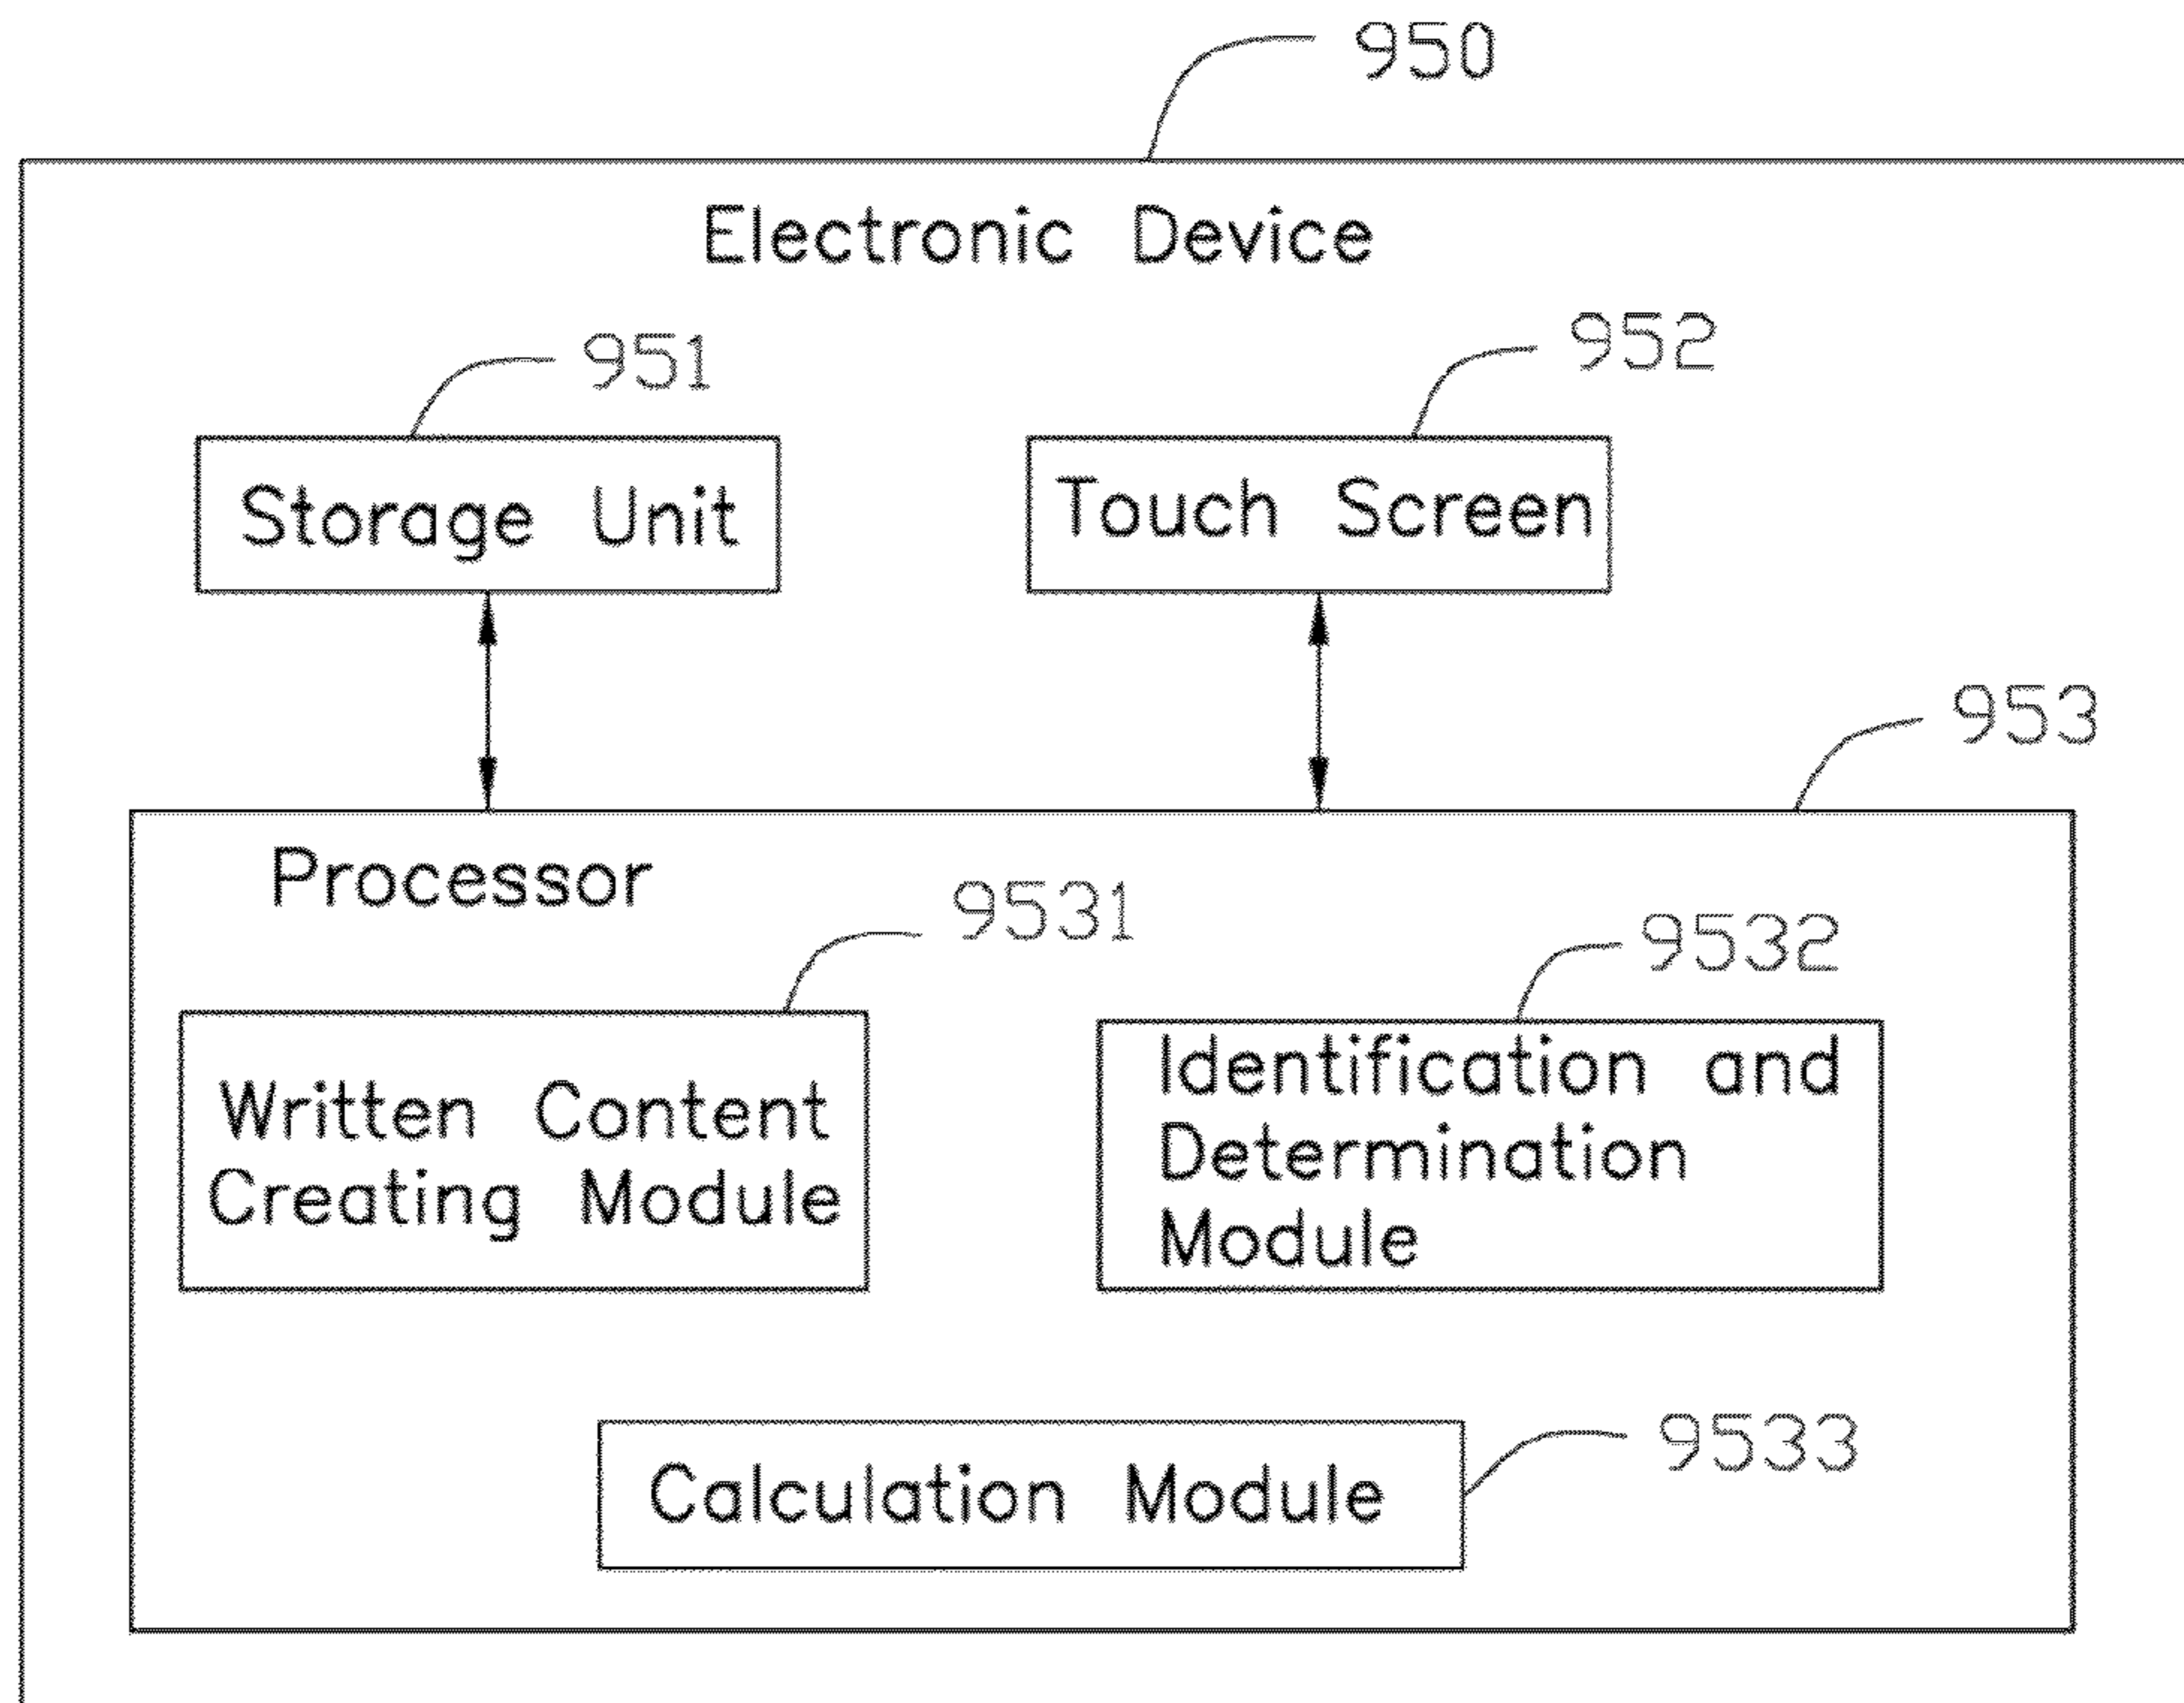 950
Electronic Device
951
952
Storage Unit
Touch Screen
953
Processor
9531
9532
Written Content
Creating Module
Identification and
Determination
Module
9533
Calculation Module